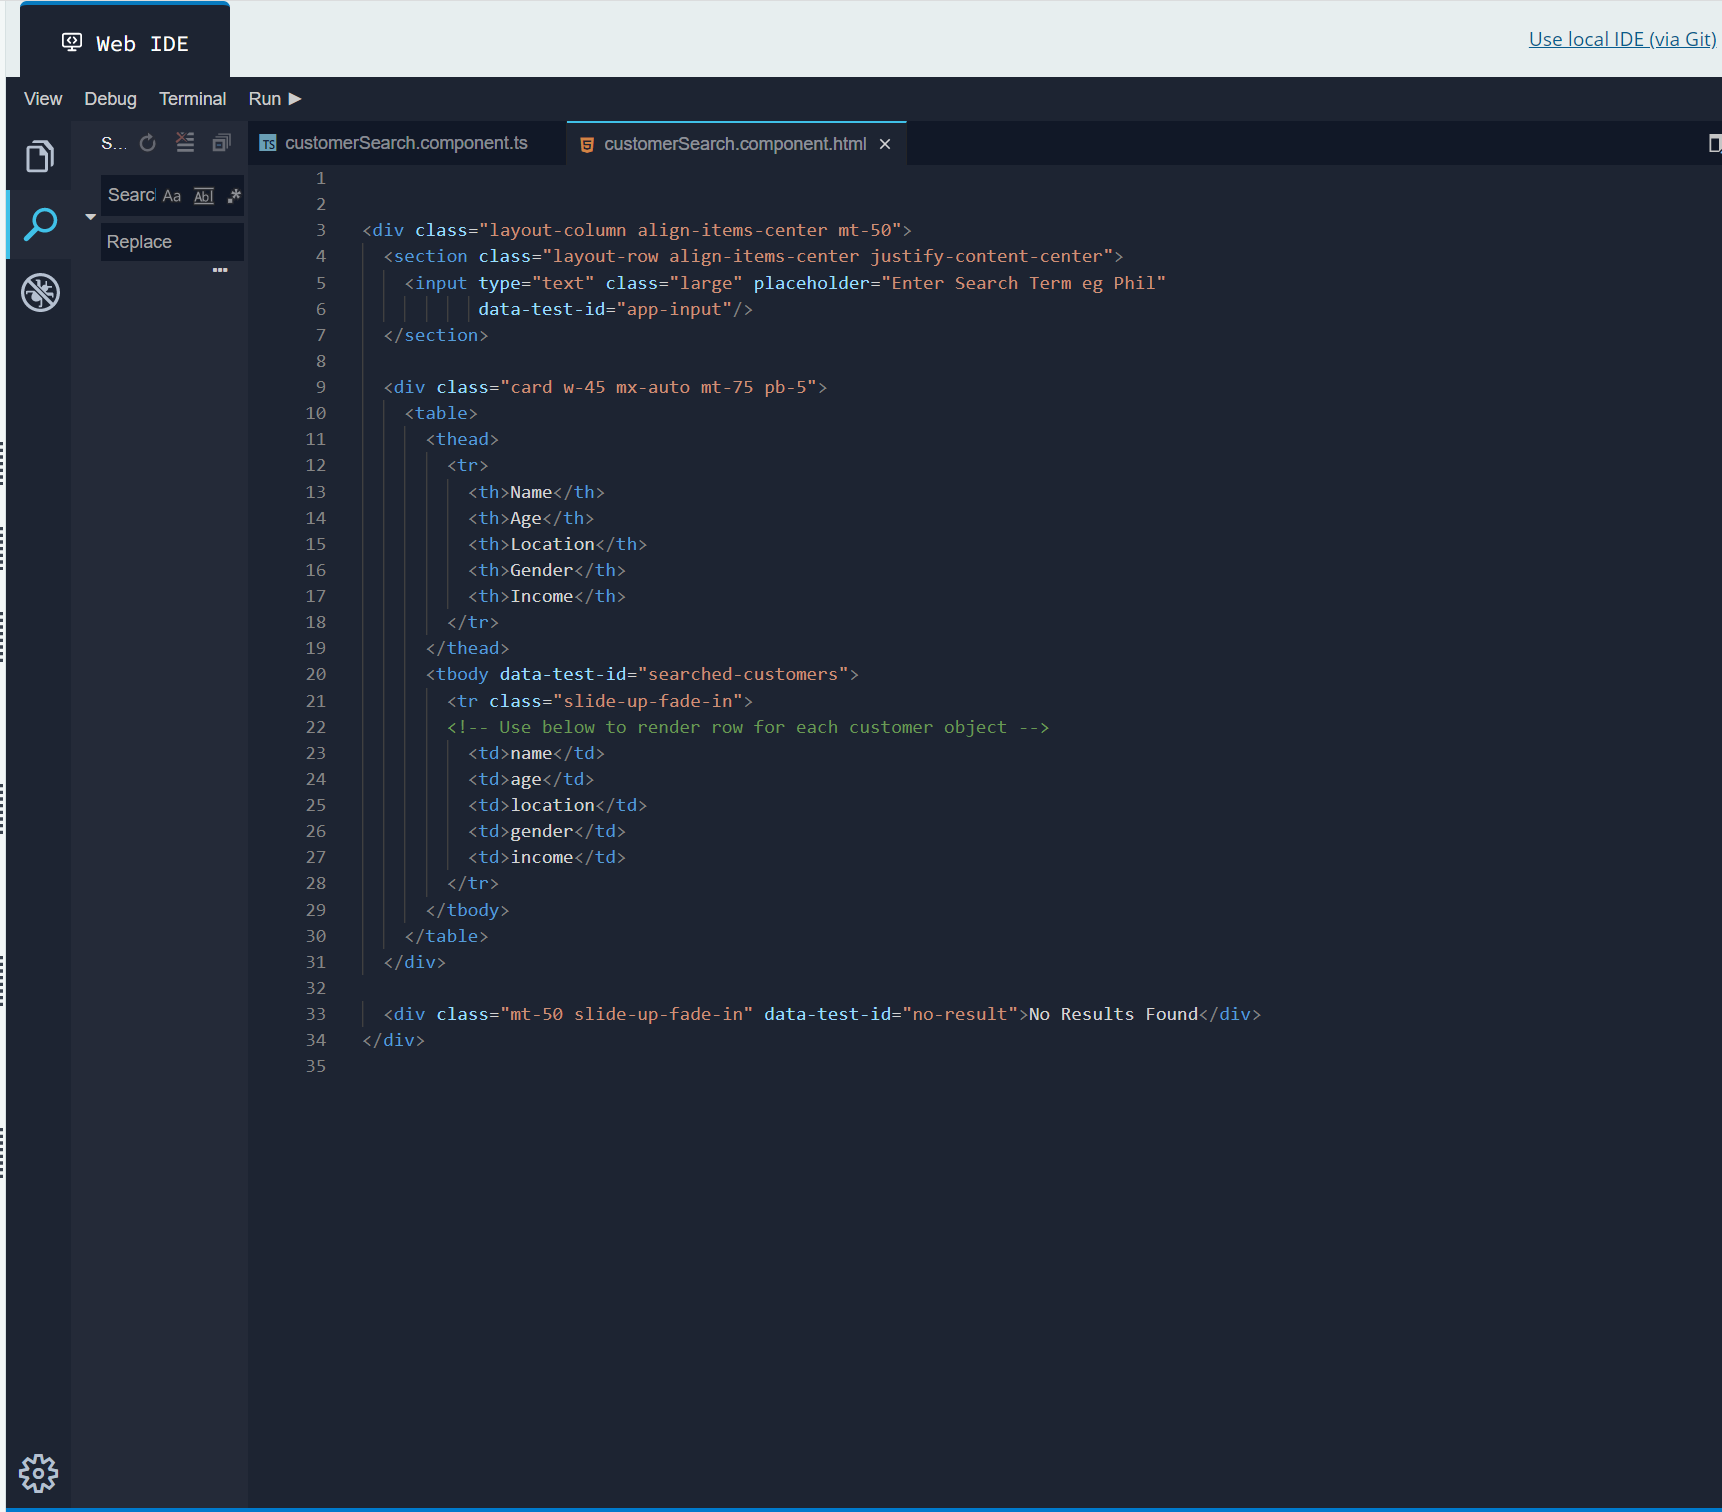 Web IDE
Use local IDE (via Git)
View Debug Terminal Run
S...
Searc Aa Abl .*
Replace
...
TS customerSearch.component.ts
5 customerSearch.component.html ×
1
2
3 <div class="layout-column align-items-center mt-50">
4 <section class="layout-row align-items-center justify-content-center">
5 <input type="text" class="large" placeholder="Enter Search Term eg Phil"
6 data-test-id="app-input"/>
7 </section>
8
9 <div class="card w-45 mx-auto mt-75 pb-5">
10 <table>
11 <thead>
12 <tr>
13 <th>Name</th>
14 <th>Age</th>
15 <th>Location</th>
16 <th>Gender</th>
17 <th>Income</th>
18 </tr>
19 </thead>
20 <tbody data-test-id="searched-customers">
21 <tr class="slide-up-fade-in">
22 <!-- Use below to render row for each customer object -->
23 <td>name</td>
24 <td>age</td>
25 <td>location</td>
26 <td>gender</td>
27 <td>income</td>
28 </tr>
29 </tbody>
30 </table>
31 </div>
32
33 <div class="mt-50 slide-up-fade-in" data-test-id="no-result">No Results Found</div>
34 </div>
35